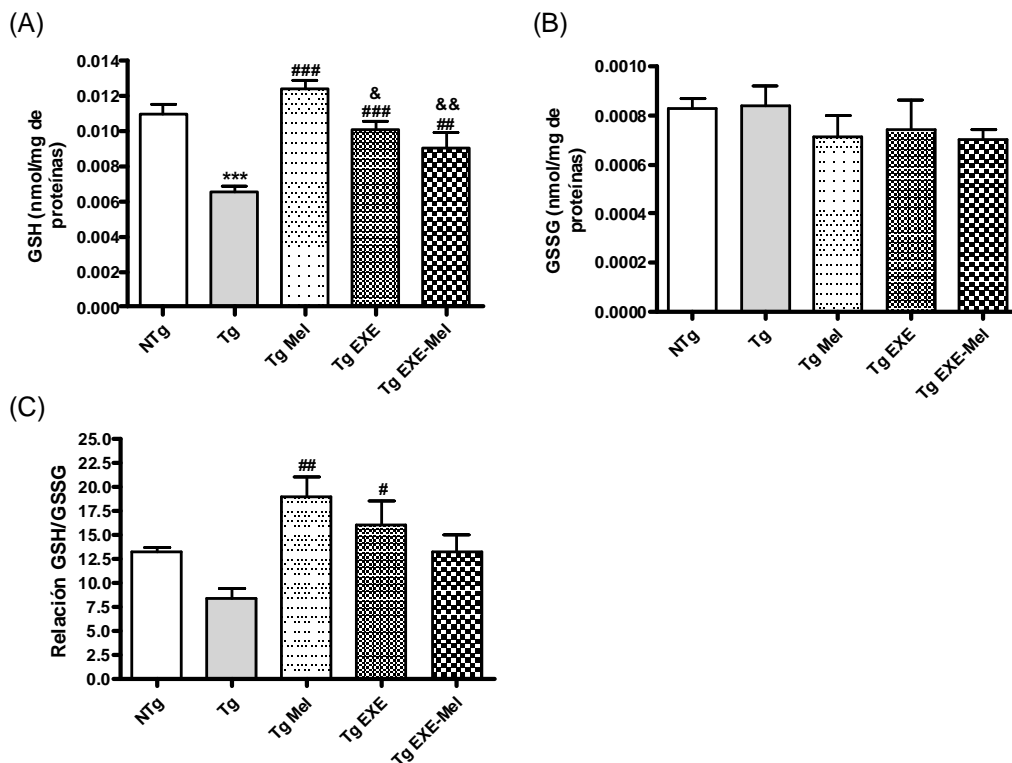 (A)
GSH (nmol/mg de
proteínas)
0.014
0.012
0.010
0.008
0.006
0.004
0.002
0.000
***
###
&
###
&&
##
NTg
Tg
Tg Mel
Tg EXE
Tg EXE-Mel
(B)
GSSG (nmol/mg de
proteínas)
0.0010
0.0008
0.0006
0.0004
0.0002
0.0000
NTg
Tg
Tg Mel
Tg EXE
Tg EXE-Mel
(C)
Relación GSH/GSSG
25.0
22.5
20.0
17.5
15.0
12.5
10.0
7.5
5.0
2.5
0.0
##
#
NTg
Tg
Tg Mel
Tg EXE
Tg EXE-Mel